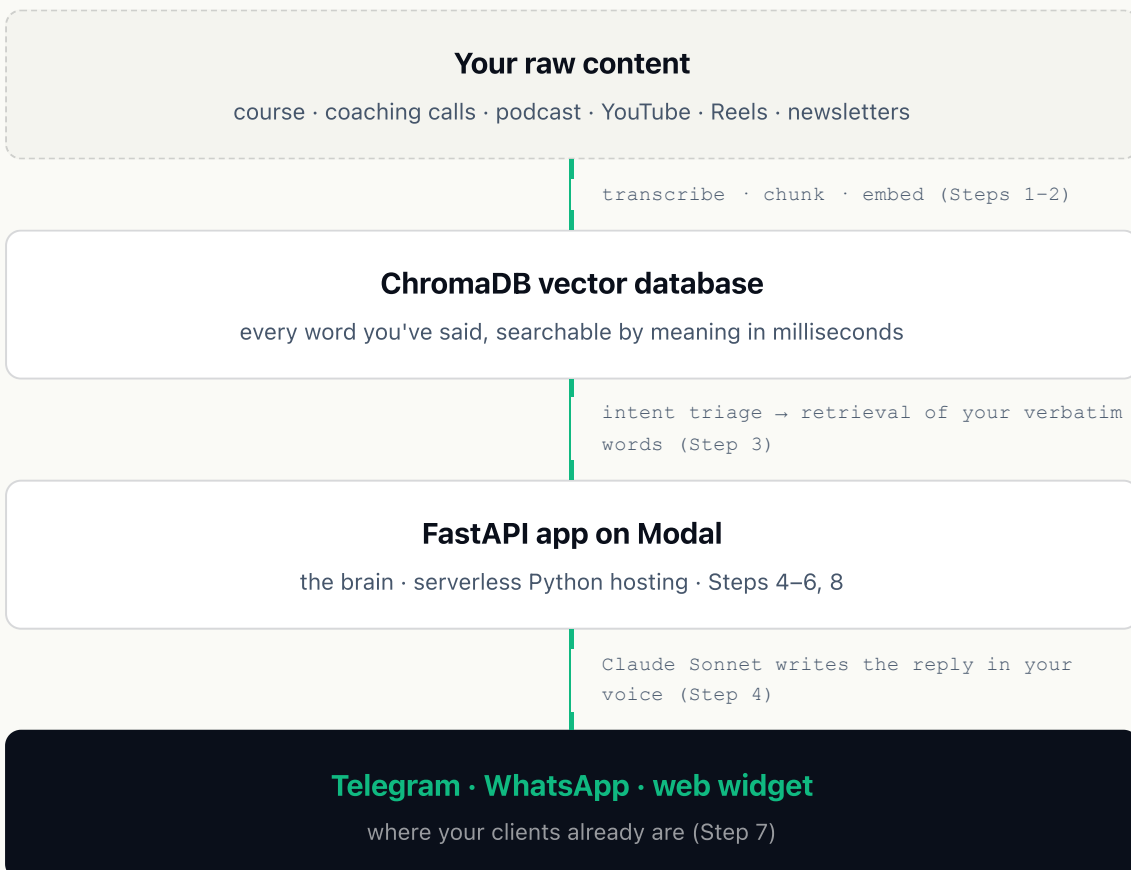 Your raw content
course · coaching calls · podcast · YouTube · Reels · newsletters
transcribe · chunk · embed (Steps 1–2)
ChromaDB vector database
every word you've said, searchable by meaning in milliseconds
intent triage → retrieval of your verbatim
words (Step 3)
FastAPI app on Modal
the brain · serverless Python hosting · Steps 4–6, 8
Claude Sonnet writes the reply in your
voice (Step 4)
Telegram · WhatsApp · web widget
where your clients already are (Step 7)